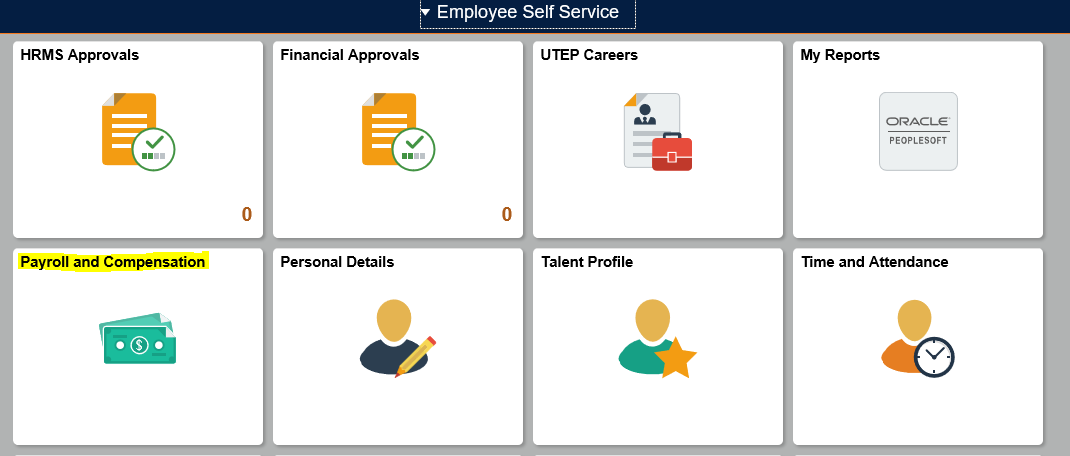 Employee Self Service
HRMS Approvals
Financial Approvals
UTEP Careers
My Reports
ORACLE
PEOPLESOFT
0
0
Payroll and Compensation
Personal Details
Talent Profile
Time and Attendance
$